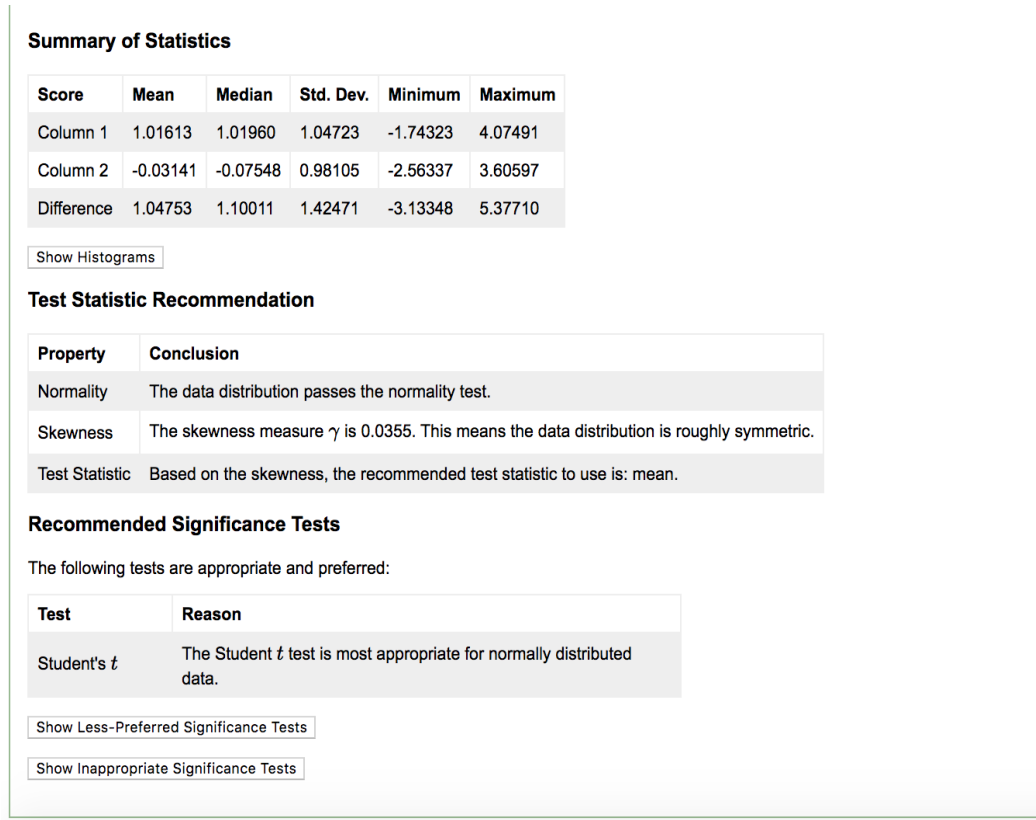 Summary of Statistics
Score Mean Median Std. Dev. Minimum Maximum
Column 1 1.01613 1.01960 1.04723 -1.74323 4.07491
Column 2 -0.03141 -0.07548 0.98105 -2.56337 3.60597
Difference 1.04753 1.10011 1.42471 -3.13348 5.37710
Show Histograms
Test Statistic Recommendation
Property Conclusion
Normality The data distribution passes the normality test.
Skewness The skewness measure γ is 0.0355. This means the data distribution is roughly symmetric.
Test Statistic Based on the skewness, the recommended test statistic to use is: mean.
Recommended Significance Tests
The following tests are appropriate and preferred:
Test Reason
Student's t The Student t test is most appropriate for normally distributed
data.
Show Less-Preferred Significance Tests
Show Inappropriate Significance Tests